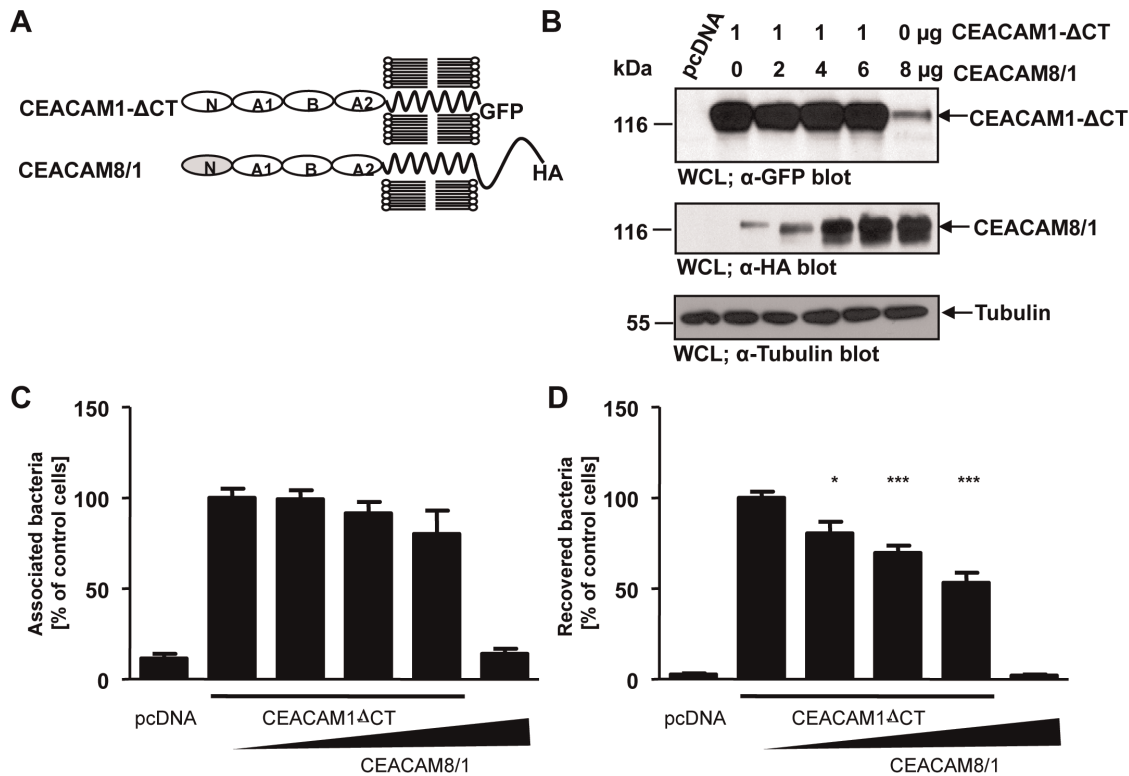 A
N A1 B A2
CEACAM1-ΔCT
GFP
N A1 B A2
CEACAM8/1
HA
B
pcDNA
1 1 1 1 0 µg CEACAM1-ΔCT
kDa
0 2 4 6 8 µg CEACAM8/1
116
CEACAM1-ΔCT
WCL; α-GFP blot
116
CEACAM8/1
WCL; α-HA blot
55
Tubulin
WCL; α-Tubulin blot
C
Associated bacteria
[% of control cells]
150
100
50
0
pcDNA
CEACAM1ΔCT
CEACAM8/1
D
Recovered bacteria
[% of control cells]
150
100
50
0
* *** ***
pcDNA
CEACAM1ΔCT
CEACAM8/1